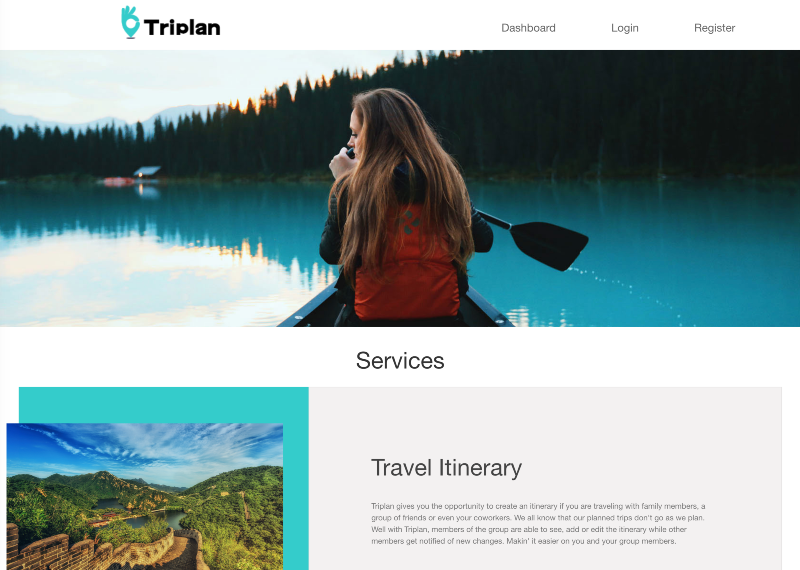 Triplan
Dashboard
Login
Register
Services
Travel Itinerary
Triplan gives you the opportunity to create an itinerary if you are traveling with family members, a
group of friends or even your coworkers. We all know that our planned trips don't go as we plan.
Well with Triplan, members of the group are able to see, add or edit the itinerary while other
members get notified of new changes. Makin' it easier on you and your group members.